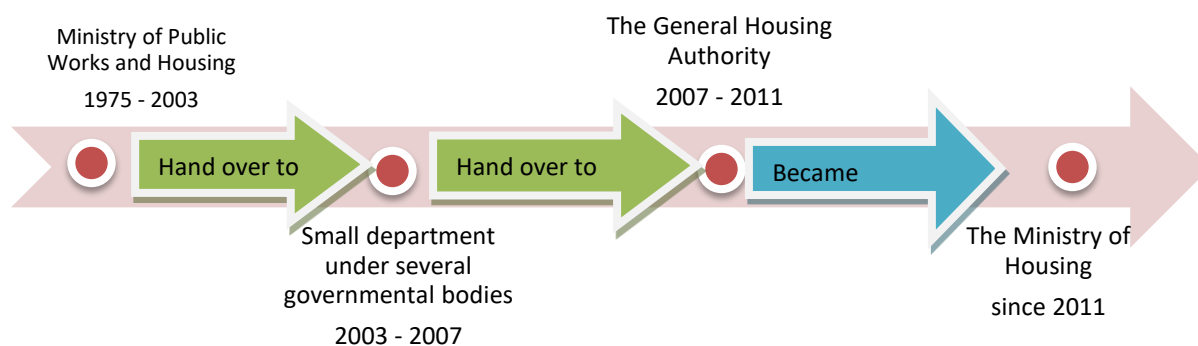 Ministry of Public
Works and Housing
1975 - 2003
Hand over to
Small department
under several
governmental bodies
2003 - 2007
Hand over to
The General Housing
Authority
2007 - 2011
Became
The Ministry of
Housing
since 2011